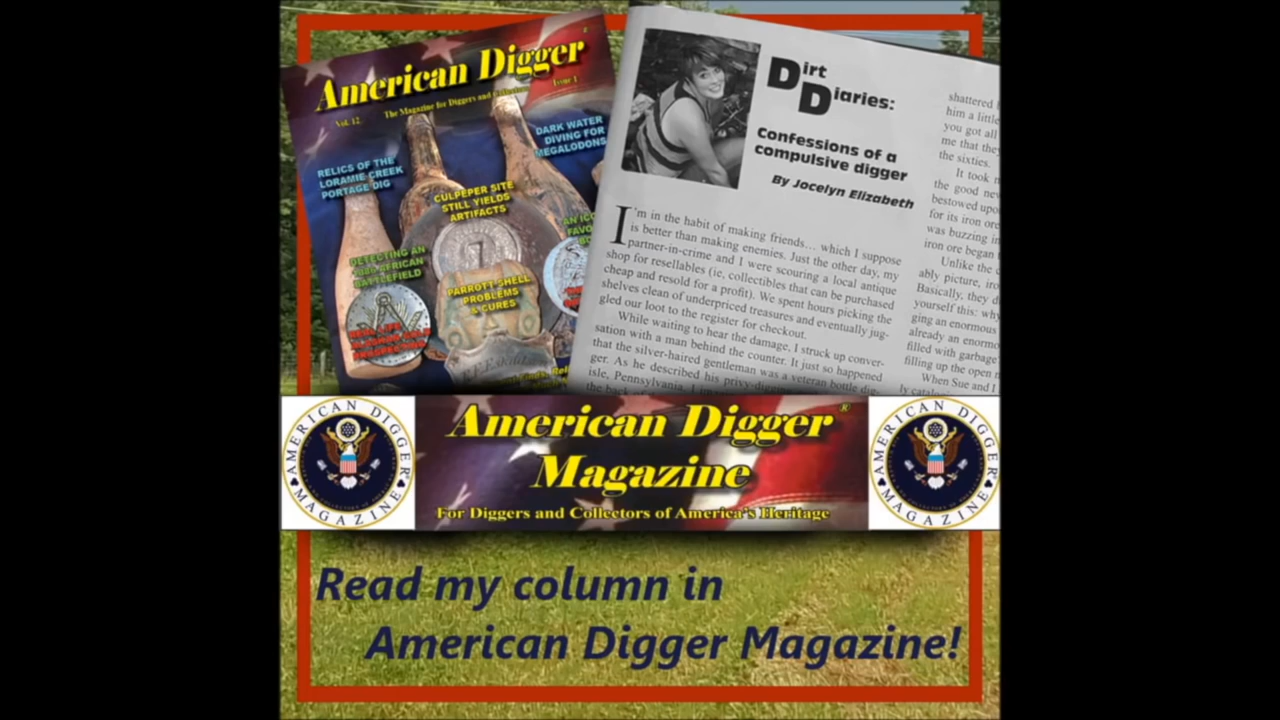 American Digger
The Magazine for Diggers and Collectors
Vol. 12
Issue 1
RELICS OF THE
LORAMIE CREEK
PORTAGE DIG
DARK WATER
DIVING FOR
MEGALODONS
CULPEPER SITE
STILL YIELDS
ARTIFACTS
DETECTING AN
AFRICAN
BATTLEFIELD
PARROTT SHELL
PROBLEMS
& CURES
Dirt
Diaries:
Confessions of a
compulsive digger
By Jocelyn Elizabeth
I'm in the habit of making friends... which I suppose
is better than making enemies. Just the other day, my
partner-in-crime and I were scouring a local antique
shop for resellables (ie, collectibles that can be purchased
cheap and resold for a profit). We spent hours picking the
shelves clean of underpriced treasures and eventually jug-
gled our loot to the register for checkout.
While waiting to hear the damage, I struck up conver-
sation with a man behind the counter. It just so happened
that the silver-haired gentleman was a veteran bottle dig-
ger. As he described his privy-digging
isle, Pennsylvania, I
the back of
shattered
him a little
you got all
me that they
the sixties.
It took
the good
bestowed upon
for its iron ore
was buzzing in
iron ore began
Unlike the
ably picture, iro
Basically, they d
yourself this: why
ging an enormous
already an enormo
filled with garbage
filling up the open
When Sue and I
American Digger®
Magazine
For Diggers and Collectors of America's Heritage
AMERICAN DIGGER
MAGAZINE
AMERICAN DIGGER
MAGAZINE
Read my column in
American Digger Magazine!